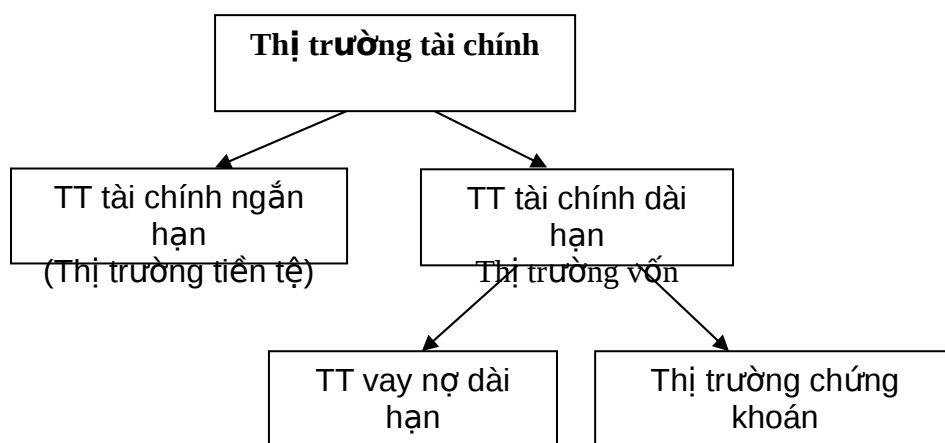 Thị trường tài chính
TT tài chính ngắn
hạn
(Thị trường tiền tệ)
TT tài chính dài
hạn
Thị trường vốn
TT vay nợ dài
hạn
Thị trường chứng
khoán